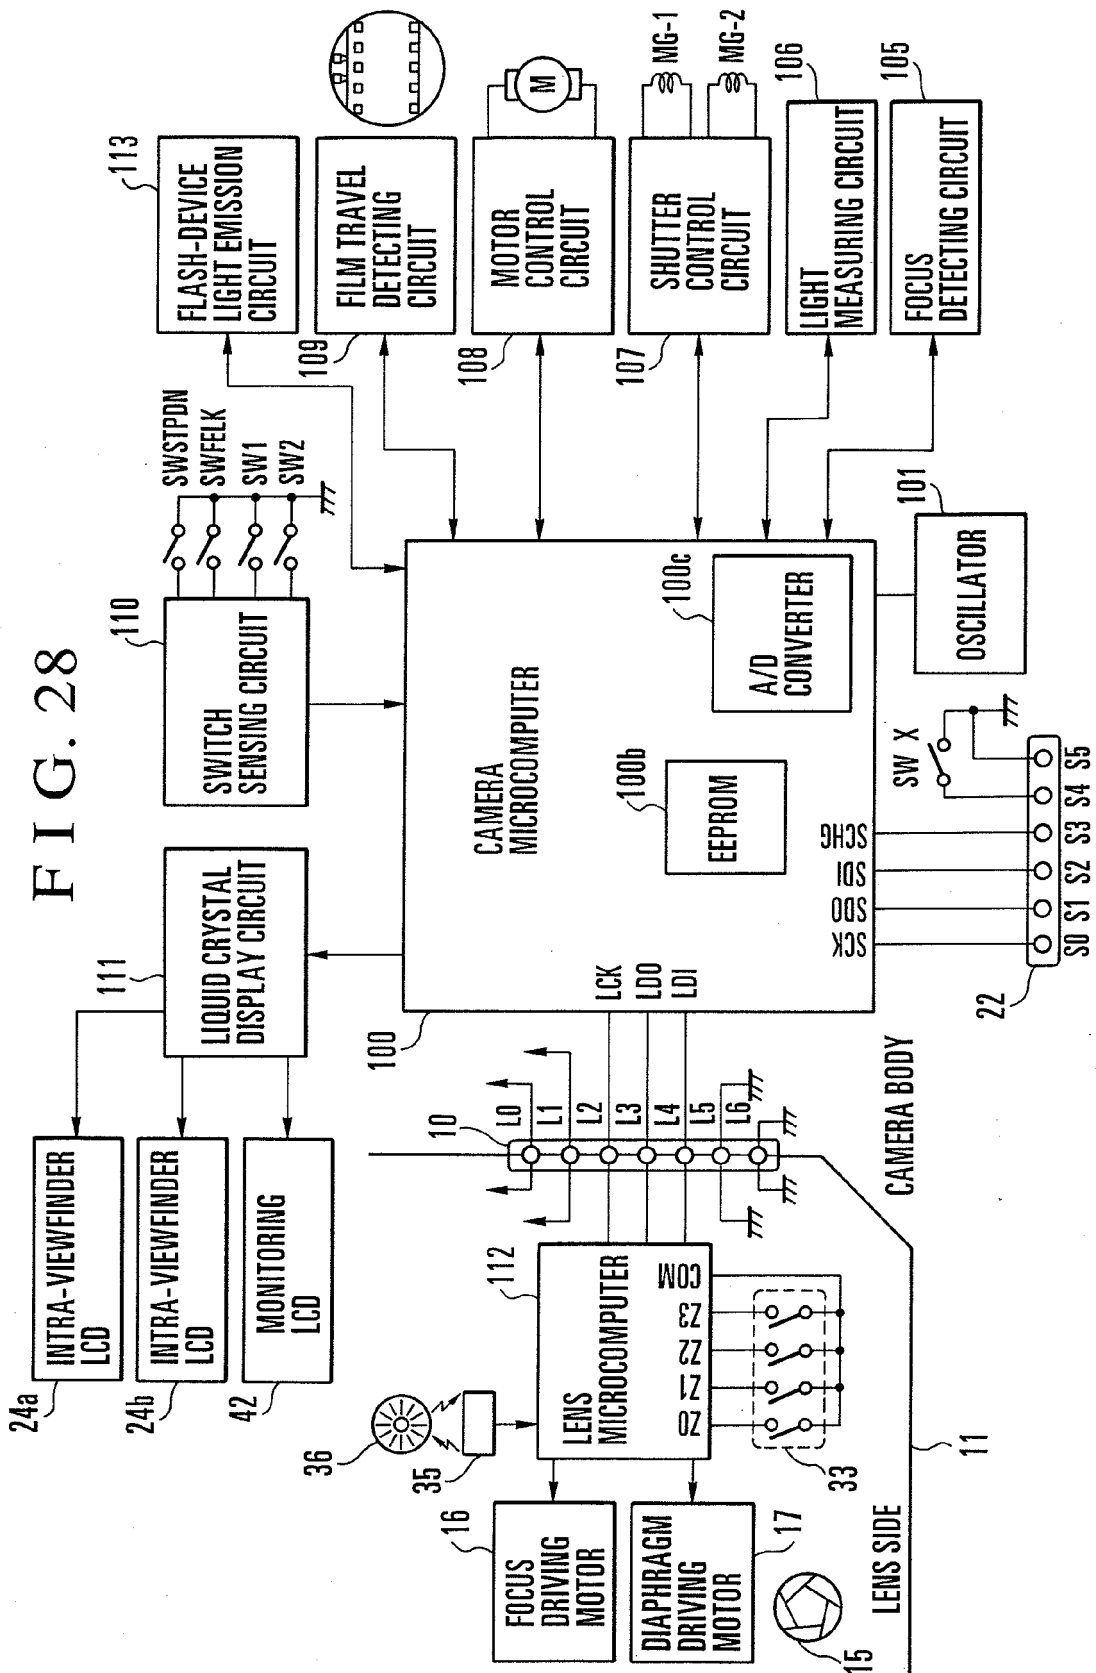 FIG. 28
24a
INTRA-VIEWFINDER
LCD
24b
INTRA-VIEWFINDER
LCD
42
MONITORING
LCD
111
LIQUID CRYSTAL
DISPLAY CIRCUIT
110
SWITCH
SENSING CIRCUIT
SWSTPDN
SWFELK
SW1
SW2
113
FLASH-DEVICE
LIGHT EMISSION
CIRCUIT
109
FILM TRAVEL
DETECTING
CIRCUIT
108
MOTOR
CONTROL
CIRCUIT
M
107
SHUTTER
CONTROL
CIRCUIT
MG-1
MG-2
106
LIGHT
MEASURING CIRCUIT
105
FOCUS
DETECTING CIRCUIT
100
CAMERA
MICROCOMPUTER
100b
EEPROM
100c
A/D
CONVERTER
LCK
LDO
LDI
SCK
SDO
SDI
SCHG
101
OSCILLATOR
SW X
22
S0
S1
S2
S3
S4
S5
10
L0
L1
L2
L3
L4
L5
L6
CAMERA BODY
36
35
112
LENS
MICROCOMPUTER
Z0
Z1
Z2
Z3
COM
33
16
FOCUS
DRIVING
MOTOR
17
DIAPHRAGM
DRIVING
MOTOR
15
LENS SIDE
11